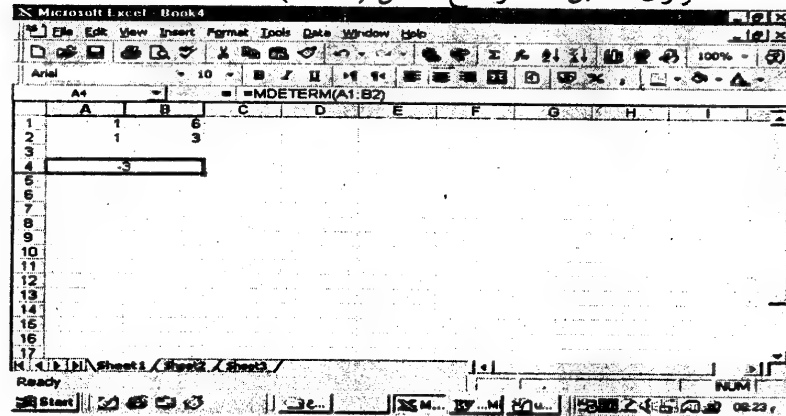 Microsoft Excel - Book4
File Edit View Insert Format Tools Data Window Help
100%
Arial 10 B I U
A4 = =MDETERM(A1:B2)
A B C D E F G H I
1 1 6
2 1 3
3
4 -3
5
6
7
8
9
10
11
12
13
14
15
16
17
Sheet1 Sheet2 Sheet3
Ready NUM
Start M... 08:23